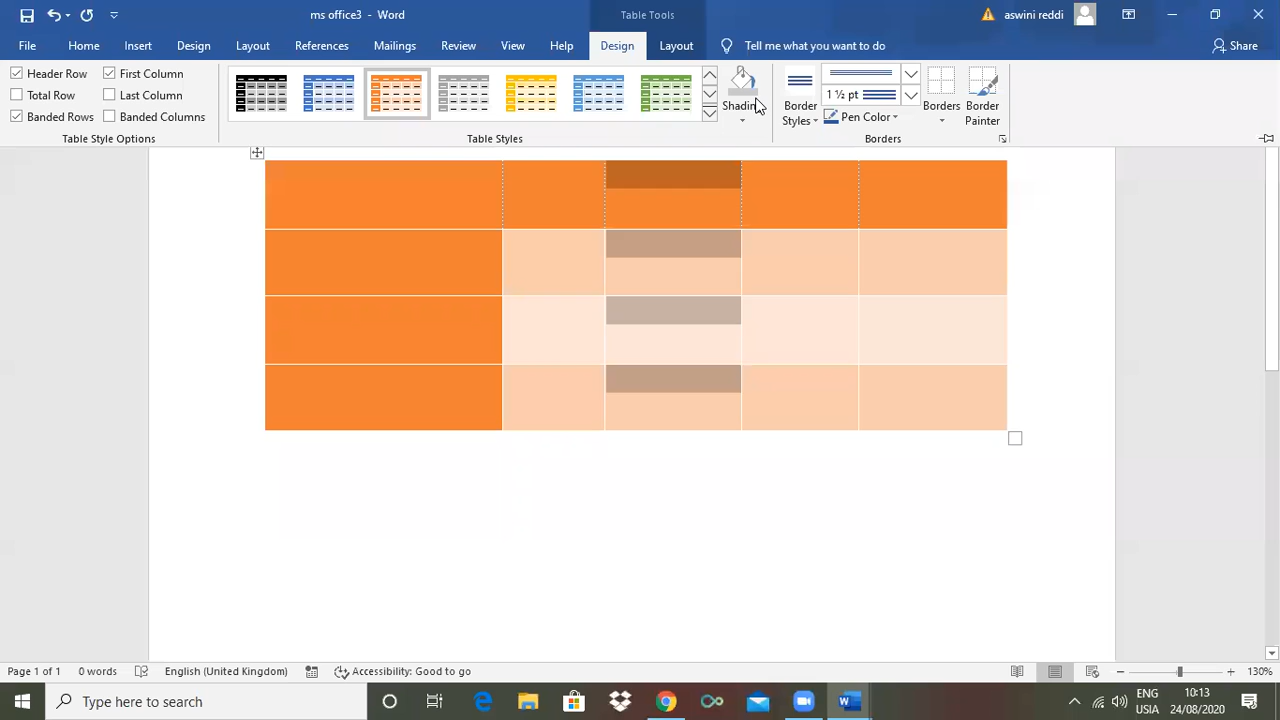 ms office3 - Word
Table Tools
aswini reddi
File
Home
Insert
Design
Layout
References
Mailings
Review
View
Help
Design
Layout
Tell me what you want to do
Share
Header Row
First Column
Total Row
Last Column
Banded Rows
Banded Columns
Table Style Options
Table Styles
Shading
Border
Styles
1 ½ pt
Pen Color
Borders
Border
Painter
Borders
Page 1 of 1
0 words
English (United Kingdom)
Accessibility: Good to go
130%
Type here to search
ENG
USIA
10:13
24/08/2020